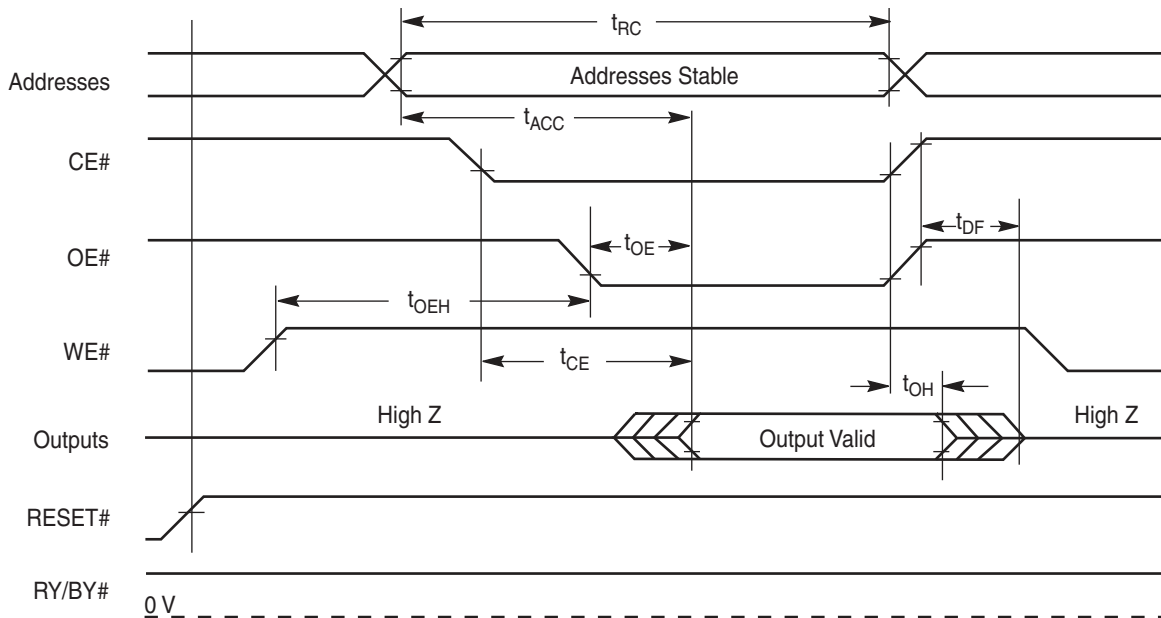 tRC
Addresses
Addresses Stable
tACC
CE#
tDF
OE#
tOE
tOEH
WE#
tCE
tOH
High Z
High Z
Outputs
Output Valid
RESET#
RY/BY#
0 V